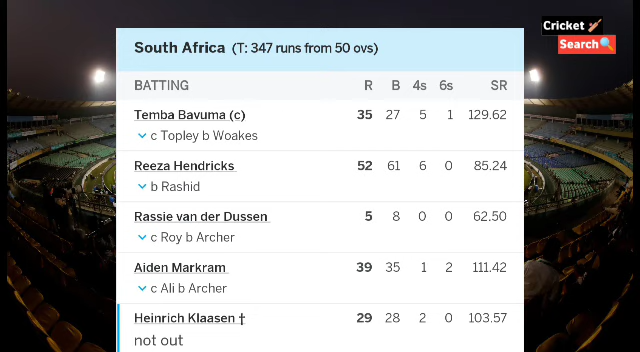 Cricket 🏏
Search🔍
South Africa (T: 347 runs from 50 ovs)
BATTING R B 4s 6s SR
Temba Bavuma (c) 35 27 5 1 129.62
c Topley b Woakes
Reeza Hendricks 52 61 6 0 85.24
b Rashid
Rassie van der Dussen 5 8 0 0 62.50
c Roy b Archer
Aiden Markram 39 35 1 2 111.42
c Ali b Archer
Heinrich Klaasen † 29 28 2 0 103.57
not out